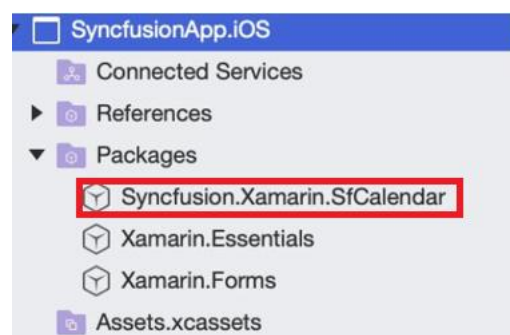 SyncfusionApp.iOS
Connected Services
References
Packages
Syncfusion.Xamarin.SfCalendar
Xamarin.Essentials
Xamarin.Forms
Assets.xcassets